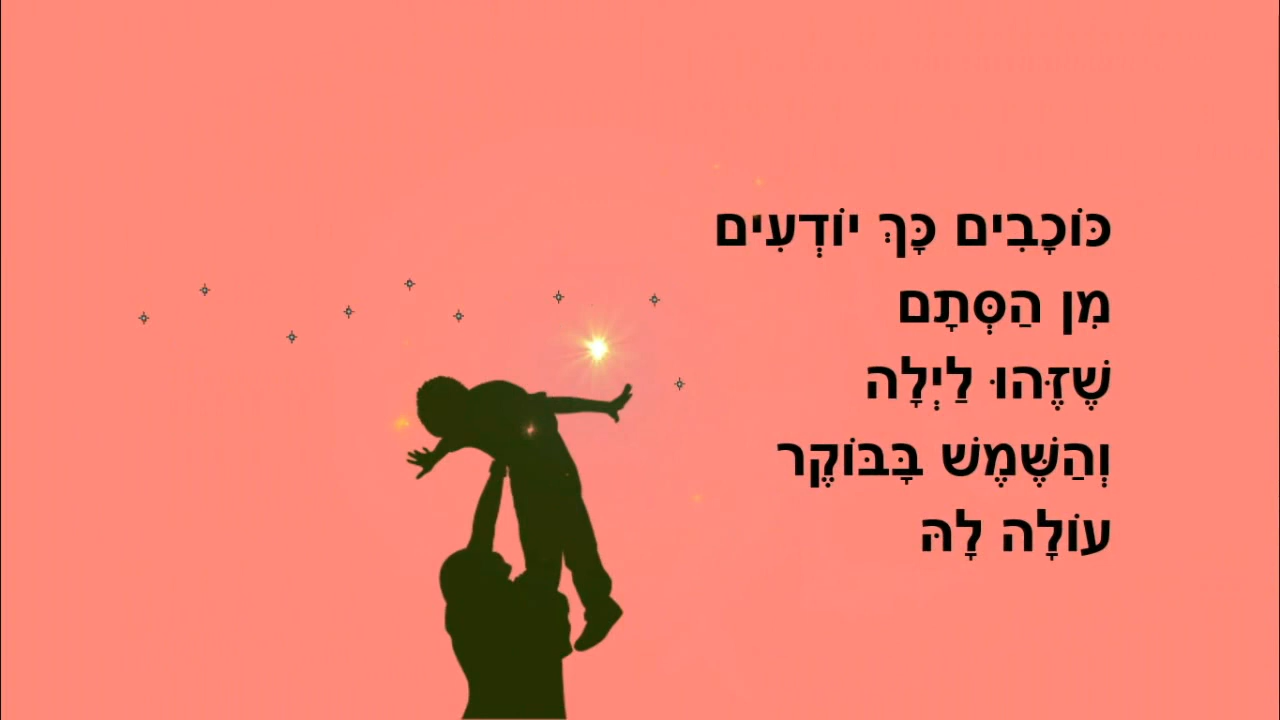 כּוֹכָבִים כָּךְ יוֹדְעִים
מִן הַסְּתָם
שֶׁזֶּהוּ לַיְלָה
וְהַשֶּׁמֶשׁ בָּבּוֹקֶר
עוֹלָה לָהּ